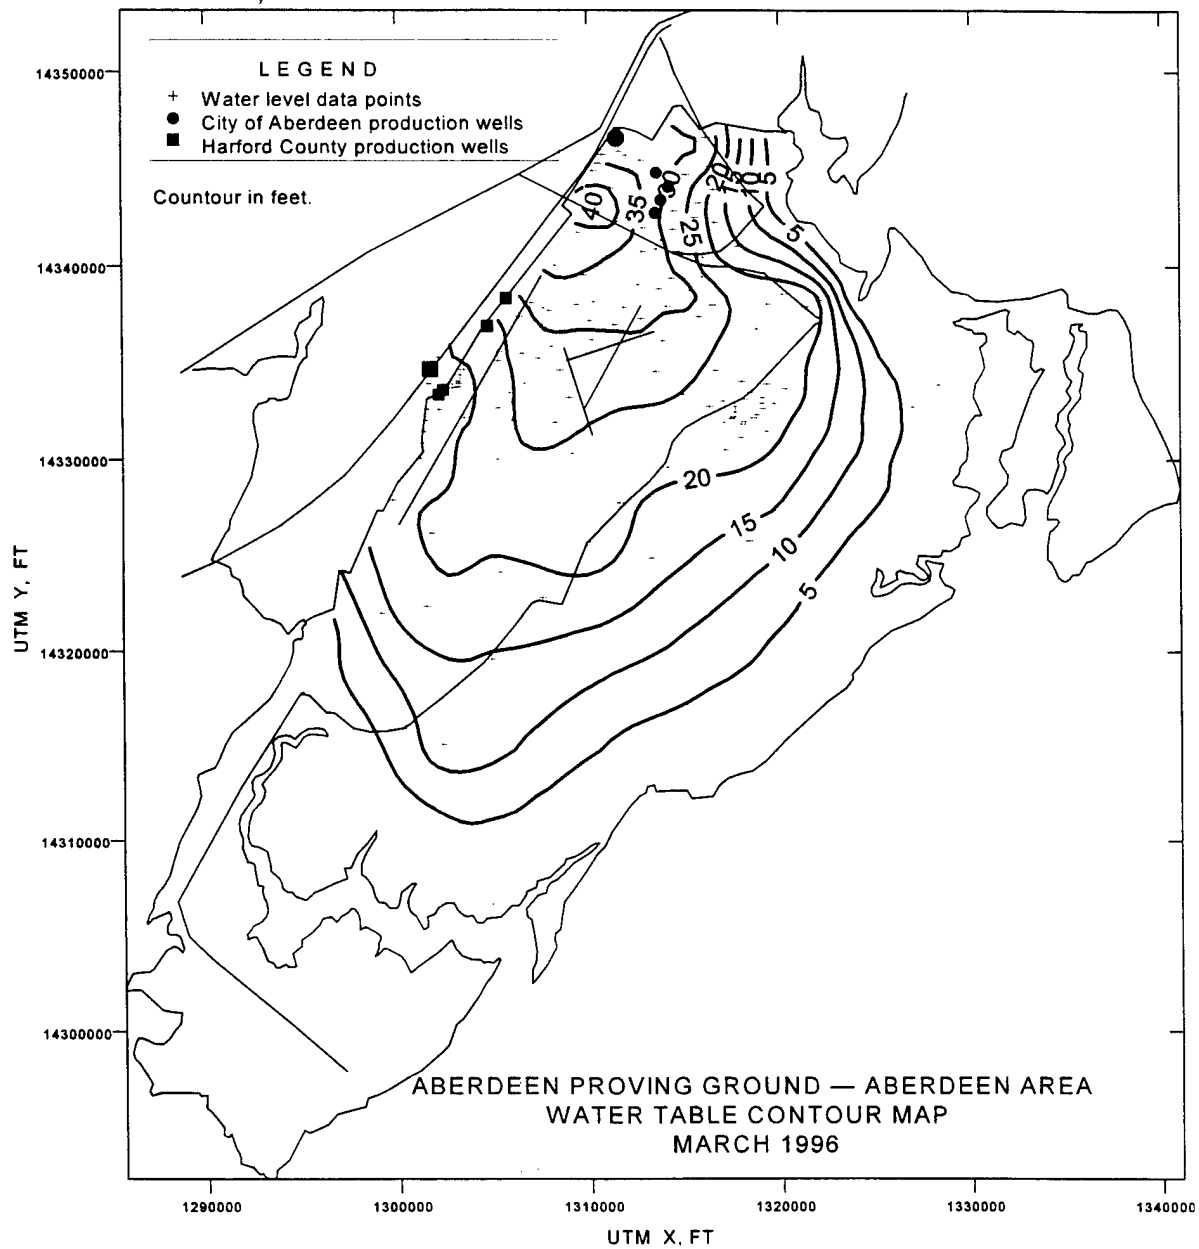 LEGEND
+ Water level data points
● City of Aberdeen production wells
■ Harford County production wells
Countour in feet.
14350000
14340000
14330000
14320000
14310000
14300000
UTM Y, FT
40
35
30
25
20
15
10
5
5
20
15
10
5
ABERDEEN PROVING GROUND — ABERDEEN AREA
WATER TABLE CONTOUR MAP
MARCH 1996
1290000
1300000
1310000
1320000
1330000
1340000
UTM X, FT